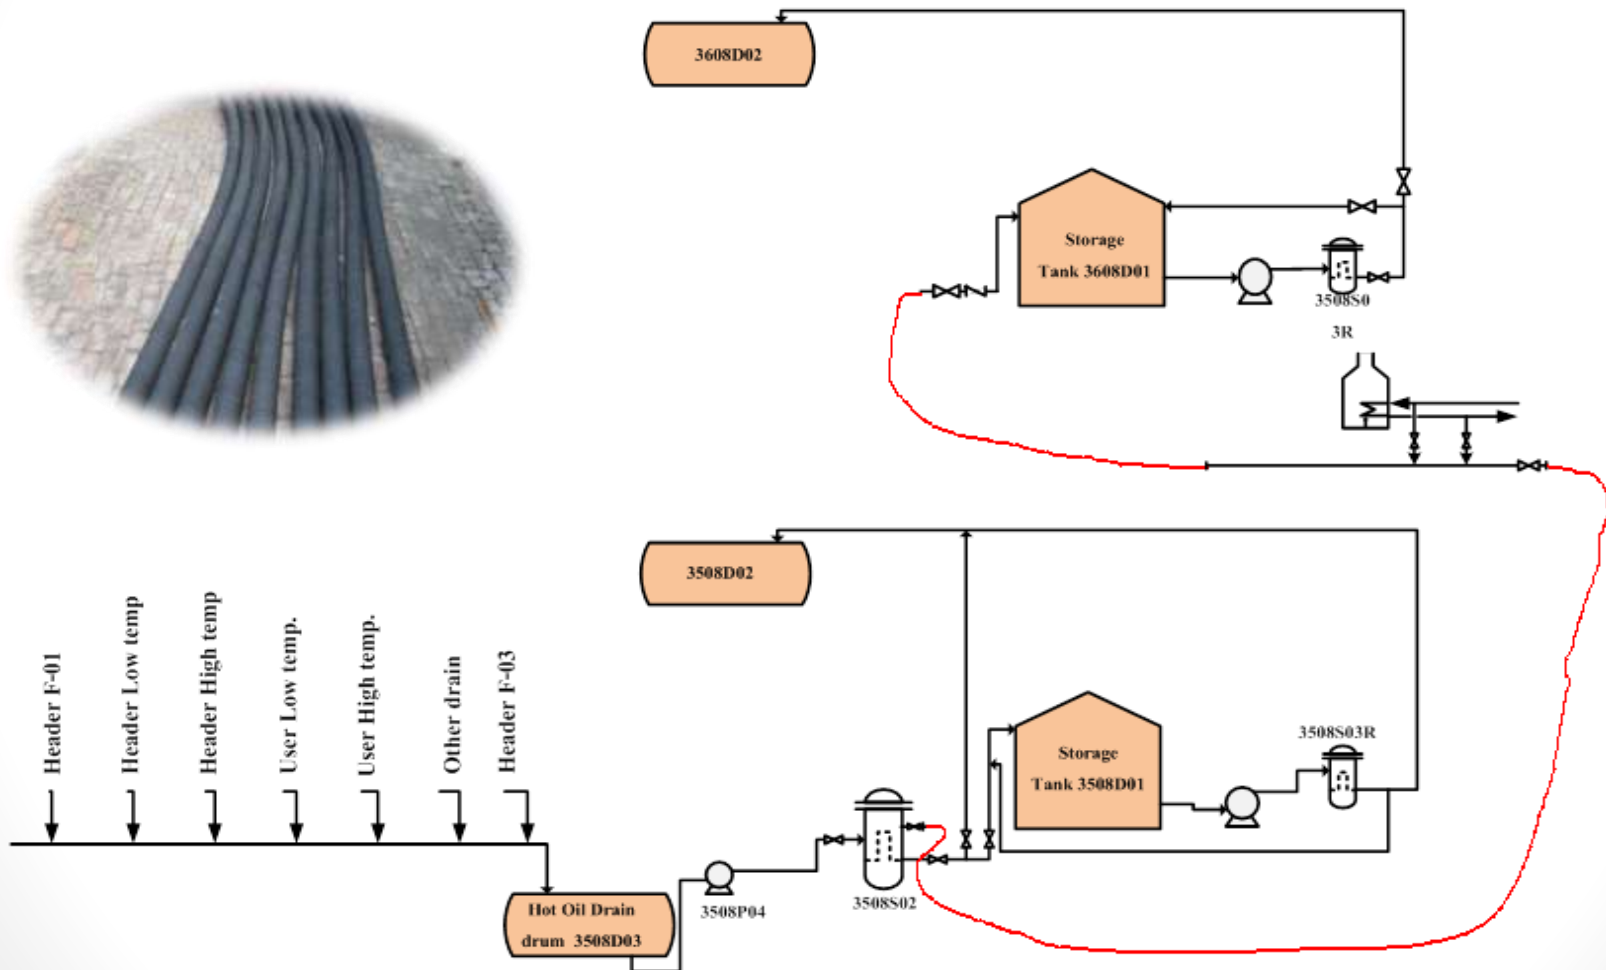 3608D02
Storage
Tank 3608D01
3508S0
3R
3508D02
Header F-01
Header Low temp
Header High temp
User Low temp.
User High temp.
Other drain
Header F-03
Storage
Tank 3508D01
3508S03R
3508P04
3508S02
Hot Oil Drain
drum 3508D03